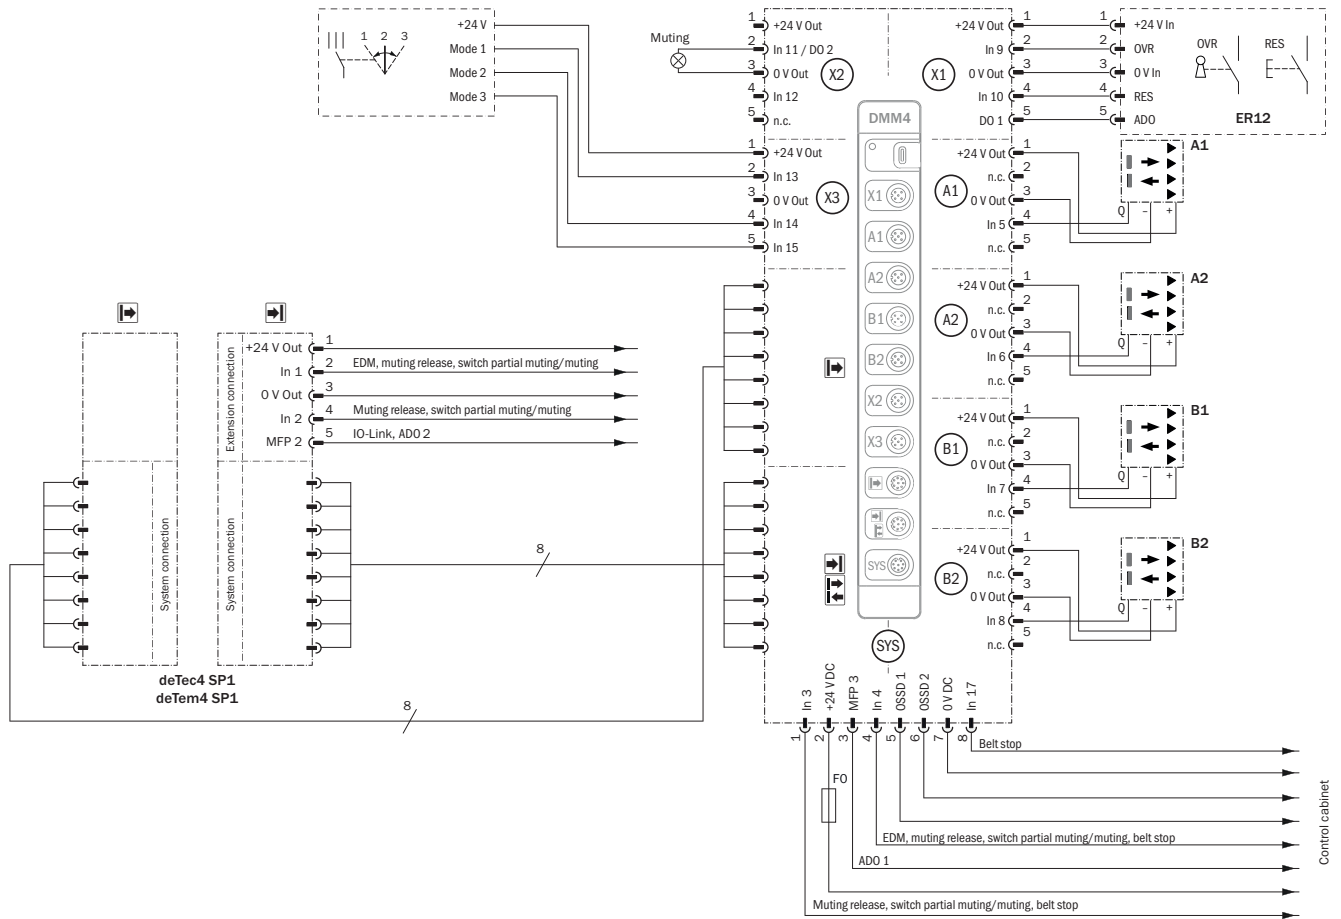 +24 V
Mode 1
Mode 2
Mode 3
1 2 3
Muting
1 +24 V Out
2 In 11 / DO 2
3 0 V Out
4 In 12
5 n.c.
X2
1 +24 V Out
2 In 13
3 0 V Out
4 In 14
5 In 15
X3
X1
+24 V Out 1
In 9 2
0 V Out 3
In 10 4
DO 1 5
1 +24 V In
2 OVR
3 0 V In
4 RES
5 ADO
OVR
RES
ER12
DMM4
X1
A1
A2
B1
B2
X2
X3
SYS
A1
+24 V Out 1
n.c. 2
0 V Out 3
In 5 4
n.c. 5
A1
Q – +
A2
+24 V Out 1
n.c. 2
0 V Out 3
In 6 4
n.c. 5
A2
Q – +
B1
+24 V Out 1
n.c. 2
0 V Out 3
In 7 4
n.c. 5
B1
Q – +
B2
+24 V Out 1
n.c. 2
0 V Out 3
In 8 4
n.c. 5
B2
Q – +
Extension connection
+24 V Out 1
In 1 2 EDM, muting release, switch partial muting/muting
0 V Out 3
In 2 4 Muting release, switch partial muting/muting
MFP 2 5 IO-Link, ADO 2
System connection
System connection
deTec4 SP1
deTem4 SP1
8
8
SYS
In 3
+24 V DC
MFP 3
In 4
OSSD 1
OSSD 2
0 V DC
In 17
1 2 3 4 5 6 7 8
F0
Belt stop
EDM, muting release, switch partial muting/muting, belt stop
ADO 1
Muting release, switch partial muting/muting, belt stop
Control cabinet